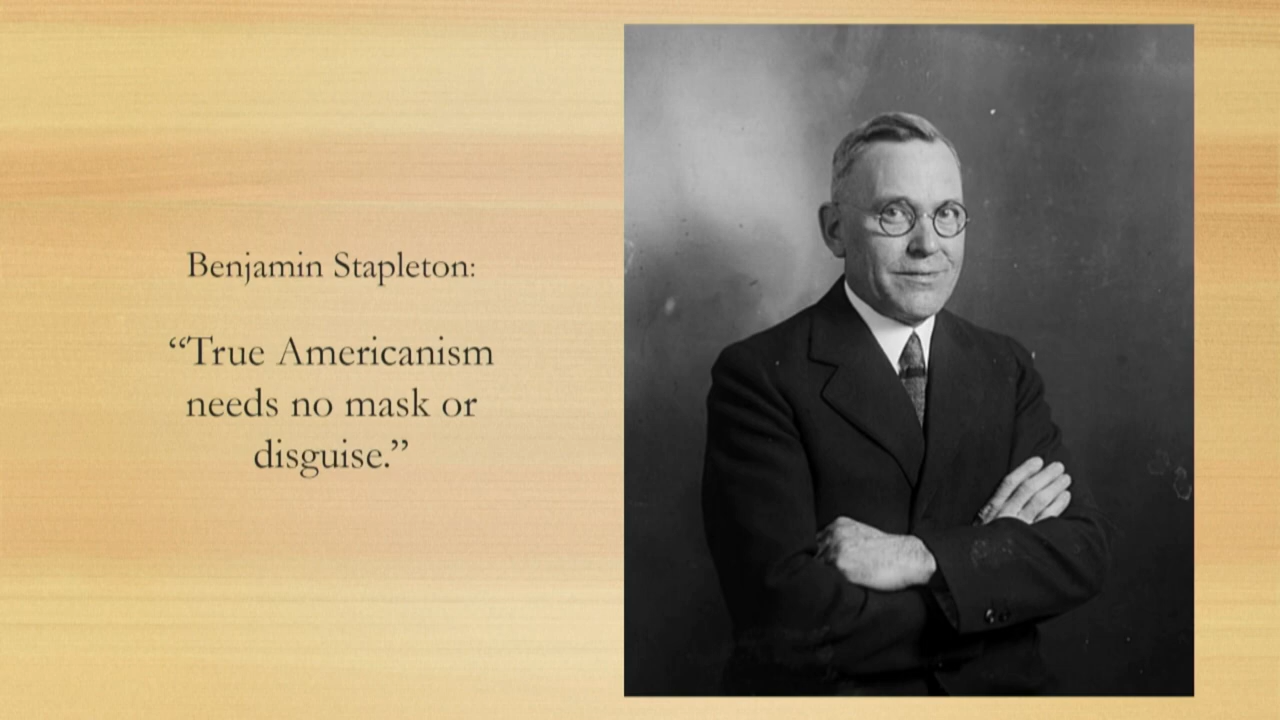 Benjamin Stapleton:
“True Americanism
needs no mask or
disguise.”